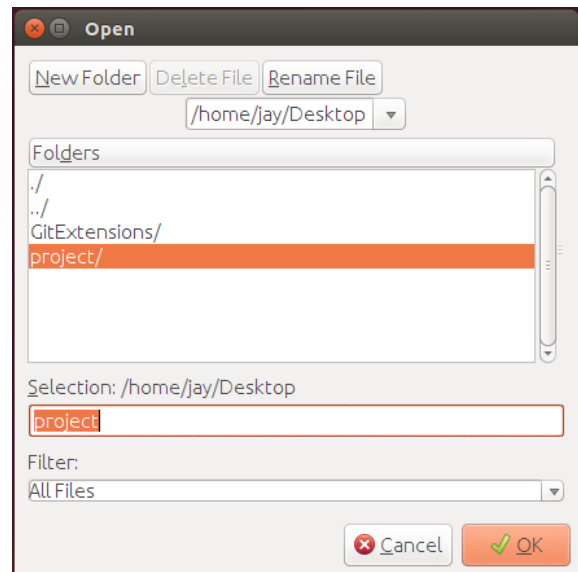 Open
New Folder Delete File Rename File
/home/jay/Desktop
Folders
./
../
GitExtensions/
project/
Selection: /home/jay/Desktop
project
Filter:
All Files
Cancel OK